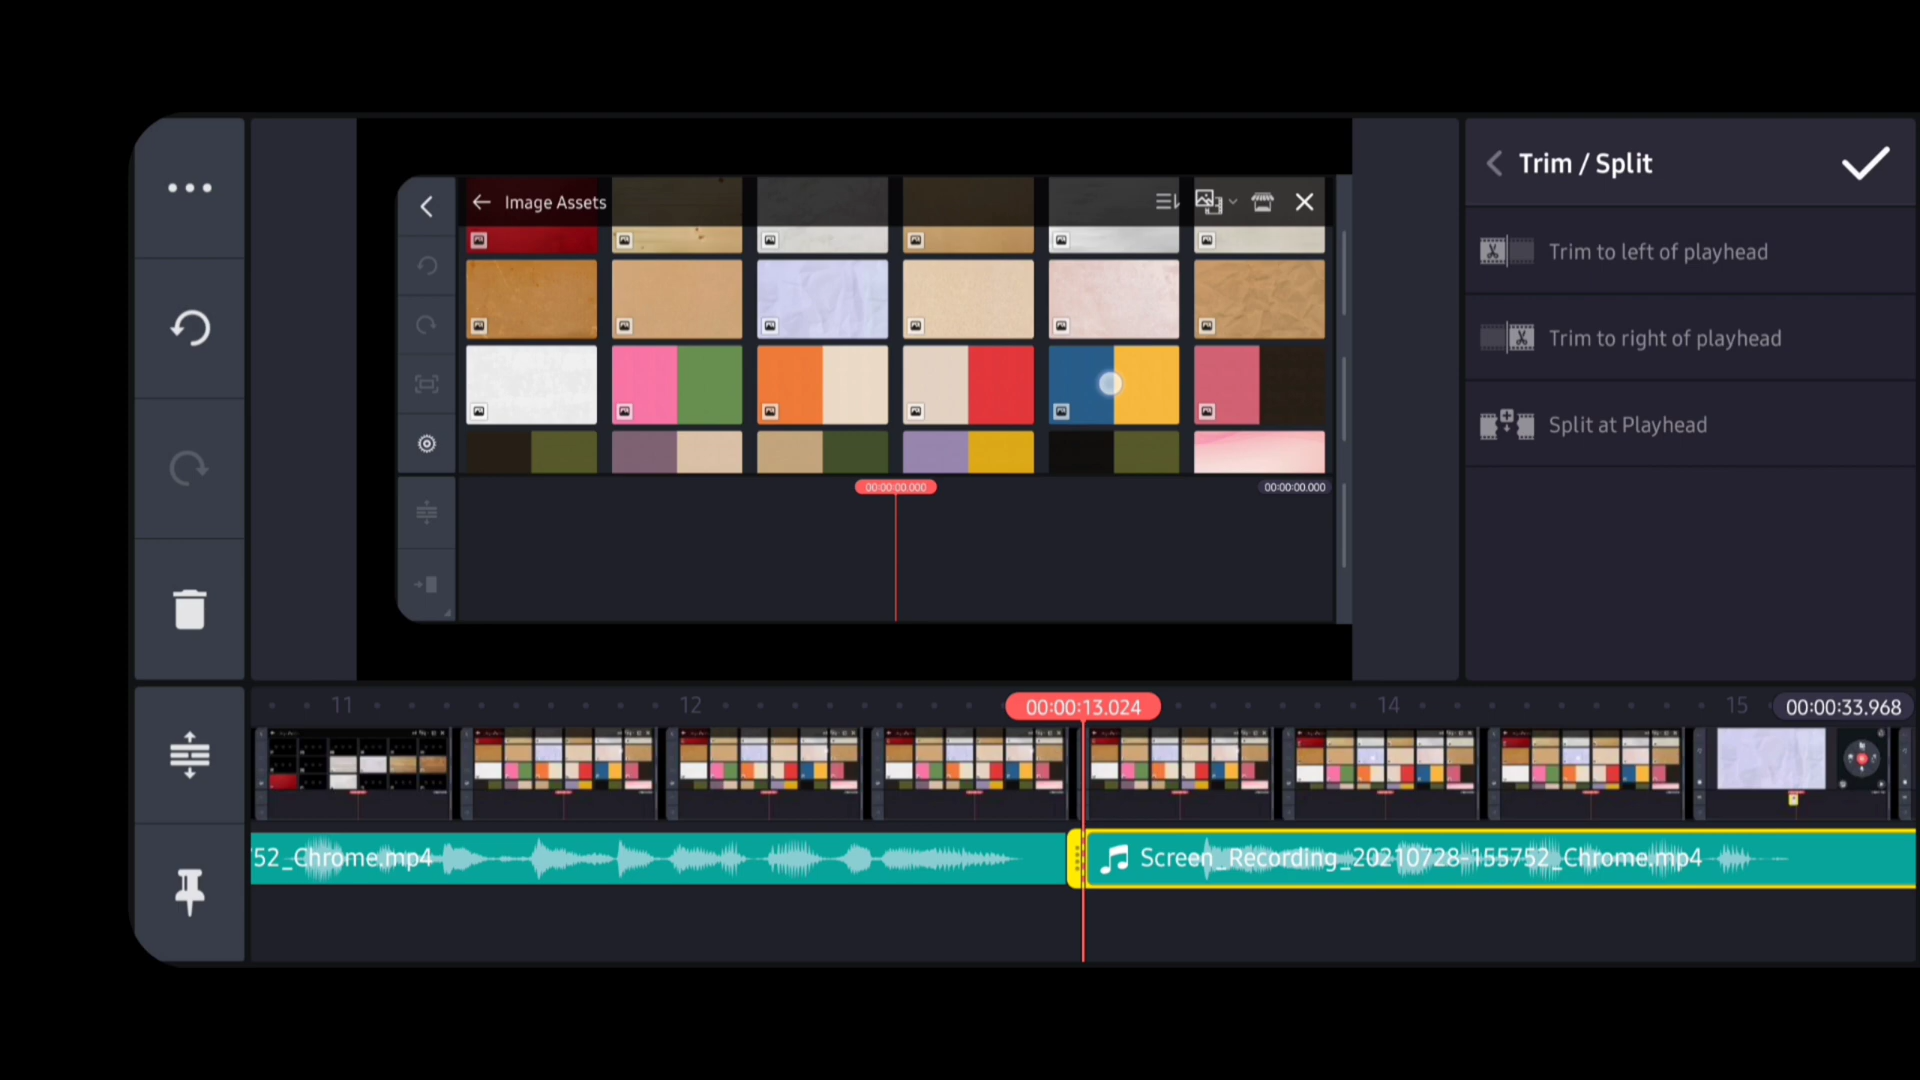 Image Assets
00:00:00.000
00:00:00.000
Trim / Split
Trim to left of playhead
Trim to right of playhead
Split at Playhead
11
12
00:00:13.024
14
15
00:00:33.968
52_Chrome.mp4
Screen_Recording_20210728-155752_Chrome.mp4